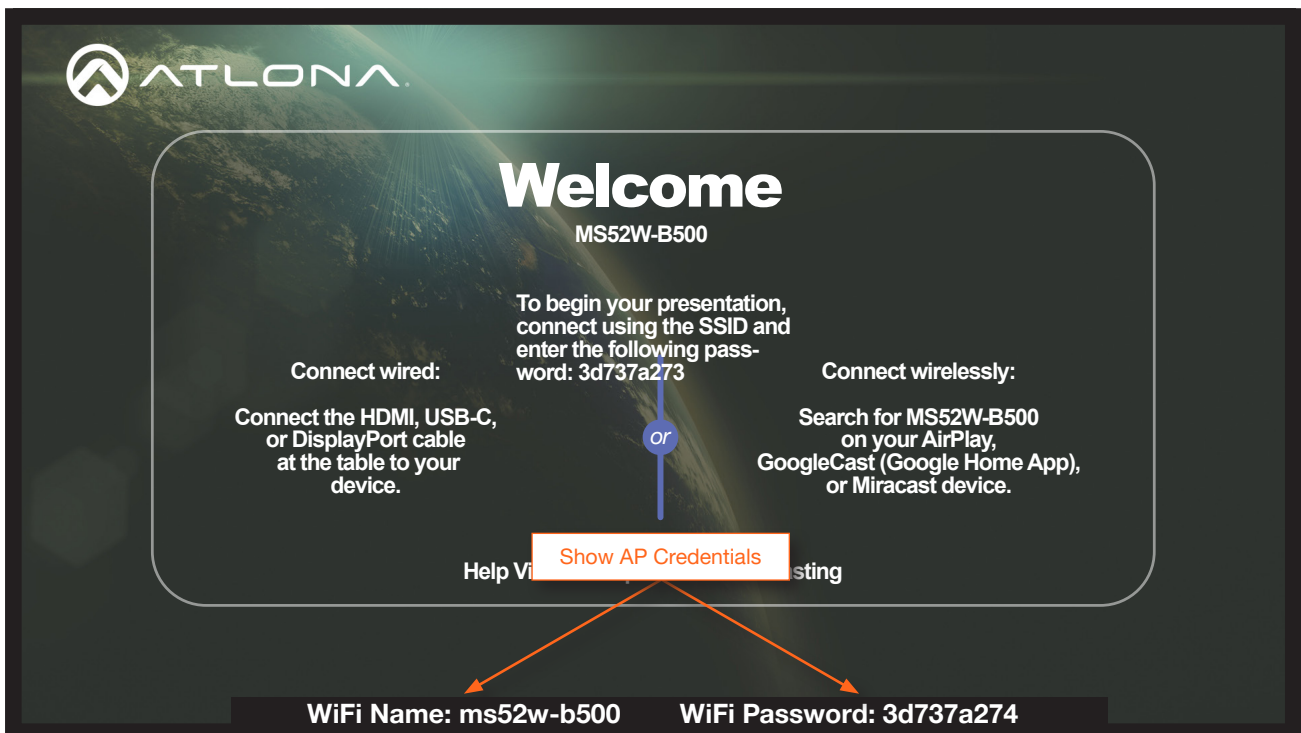 ATLONA.
Welcome
MS52W-B500
To begin your presentation,
connect using the SSID and
enter the following pass-
word: 3d737a273
Connect wired:
Connect the HDMI, USB-C,
or DisplayPort cable
at the table to your
device.
or
Connect wirelessly:
Search for MS52W-B500
on your AirPlay,
GoogleCast (Google Home App),
or Miracast device.
Show AP Credentials
Help
WiFi Name: ms52w-b500 WiFi Password: 3d737a274